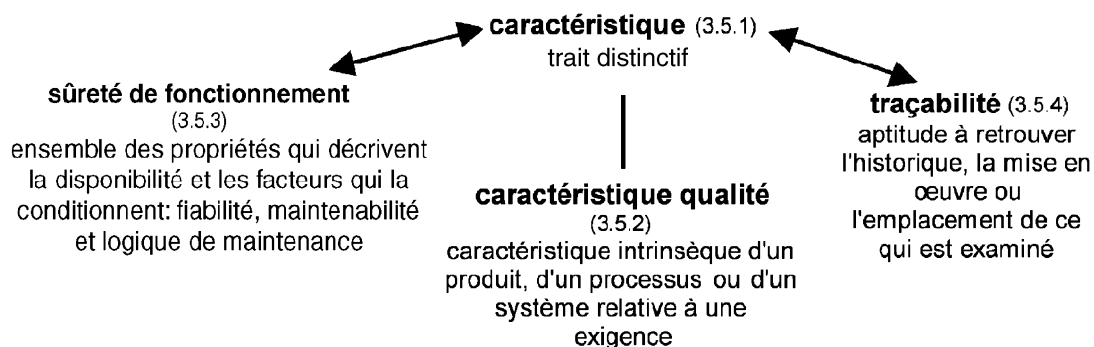 caractéristique (3.5.1)
trait distinctif
sûreté de fonctionnement
(3.5.3)
ensemble des propriétés qui décrivent
la disponibilité et les facteurs qui la
conditionnent: fiabilité, maintenabilité
et logique de maintenance
caractéristique qualité
(3.5.2)
caractéristique intrinsèque d'un
produit, d'un processus ou d'un
système relative à une
exigence
traçabilité (3.5.4)
aptitude à retrouver
l'historique, la mise en
œuvre ou
l'emplacement de ce
qui est examiné